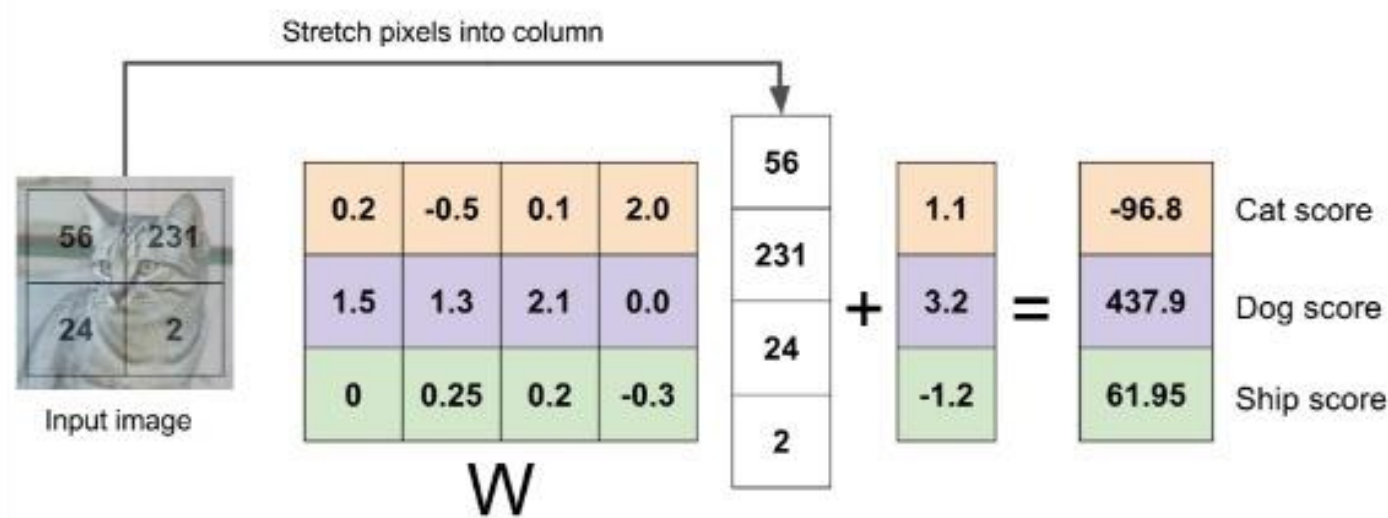 Stretch pixels into column
56 231
24 2
Input image
0.2 -0.5 0.1 2.0
1.5 1.3 2.1 0.0
0 0.25 0.2 -0.3
W
56
231
24
2
+
1.1
3.2
-1.2
=
-96.8 Cat score
437.9 Dog score
61.95 Ship score